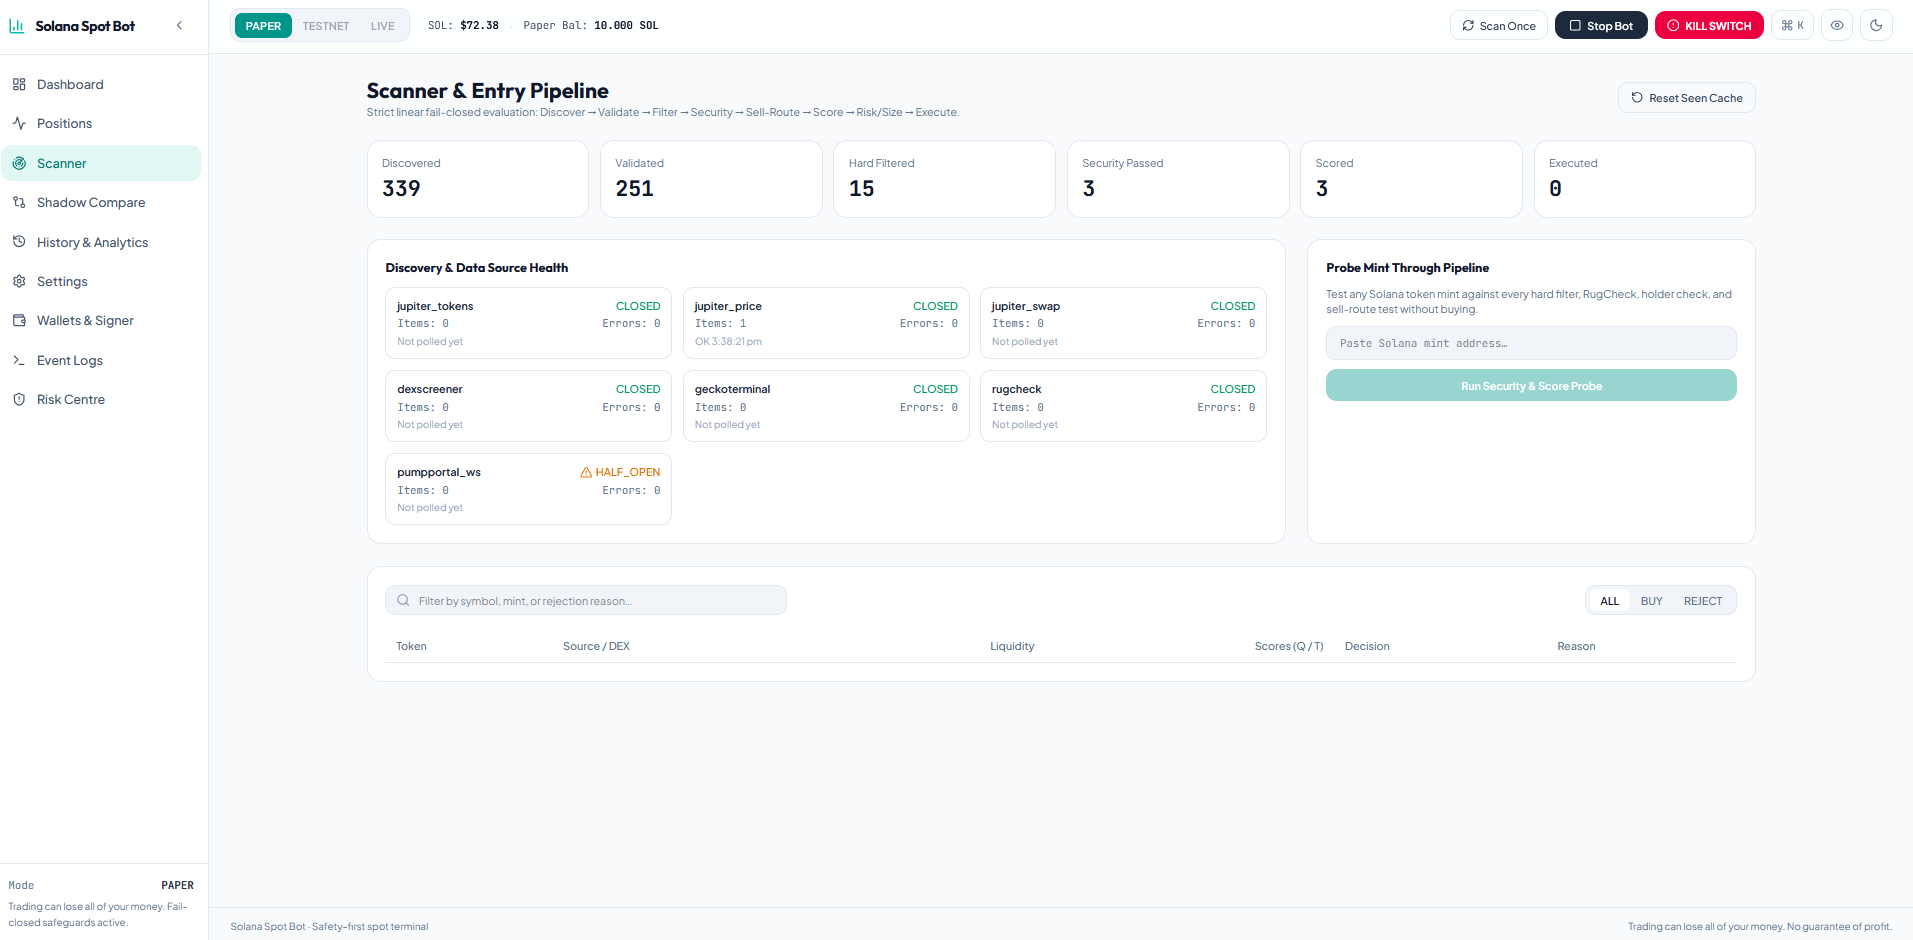 Solana Spot Bot
PAPER TESTNET LIVE
SOL: $72.38 · Paper Bal: 10.000 SOL
Scan Once
Stop Bot
KILL SWITCH
⌘ K
Dashboard
Positions
Scanner
Shadow Compare
History & Analytics
Settings
Wallets & Signer
Event Logs
Risk Centre
Mode PAPER
Trading can lose all of your money. Fail-
closed safeguards active.
Scanner & Entry Pipeline
Strict linear fail-closed evaluation: Discover → Validate → Filter → Security → Sell-Route → Score → Risk/Size → Execute.
Reset Seen Cache
Discovered
339
Validated
251
Hard Filtered
15
Security Passed
3
Scored
3
Executed
0
Discovery & Data Source Health
jupiter_tokens CLOSED
Items: 0 Errors: 0
Not polled yet
jupiter_price CLOSED
Items: 1 Errors: 0
OK 3:38:21 pm
jupiter_swap CLOSED
Items: 0 Errors: 0
Not polled yet
dexscreener CLOSED
Items: 0 Errors: 0
Not polled yet
geckoterminal CLOSED
Items: 0 Errors: 0
Not polled yet
rugcheck CLOSED
Items: 0 Errors: 0
Not polled yet
pumpportal_ws HALF_OPEN
Items: 0 Errors: 0
Not polled yet
Probe Mint Through Pipeline
Test any Solana token mint against every hard filter, RugCheck, holder check, and
sell-route test without buying.
Paste Solana mint address…
Run Security & Score Probe
Filter by symbol, mint, or rejection reason…
ALL BUY REJECT
Token Source / DEX Liquidity Scores (Q / T) Decision Reason
Solana Spot Bot · Safety-first spot terminal
Trading can lose all of your money. No guarantee of profit.